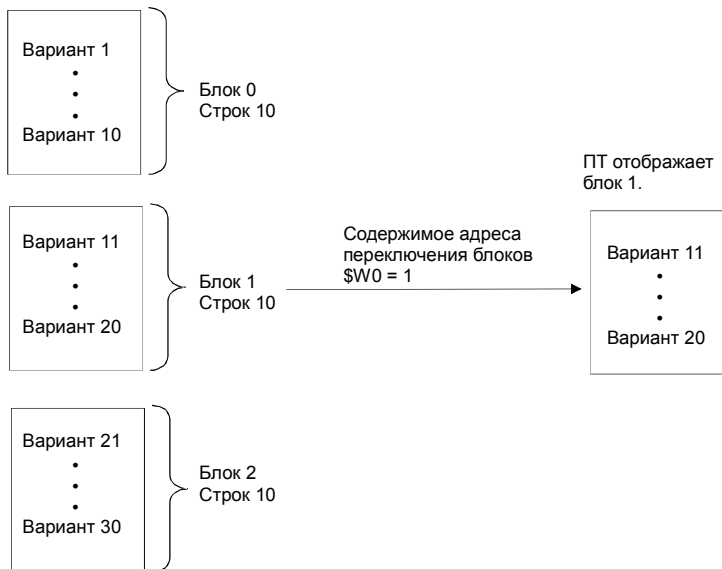 Вариант 1
•
•
•
Вариант 10
Блок 0
Строк 10
Вариант 11
•
•
•
Вариант 20
Блок 1
Строк 10
Содержимое адреса
переключения блоков
$W0 = 1
ПТ отображает
блок 1.
Вариант 11
•
•
•
Вариант 20
Вариант 21
•
•
•
Вариант 30
Блок 2
Строк 10